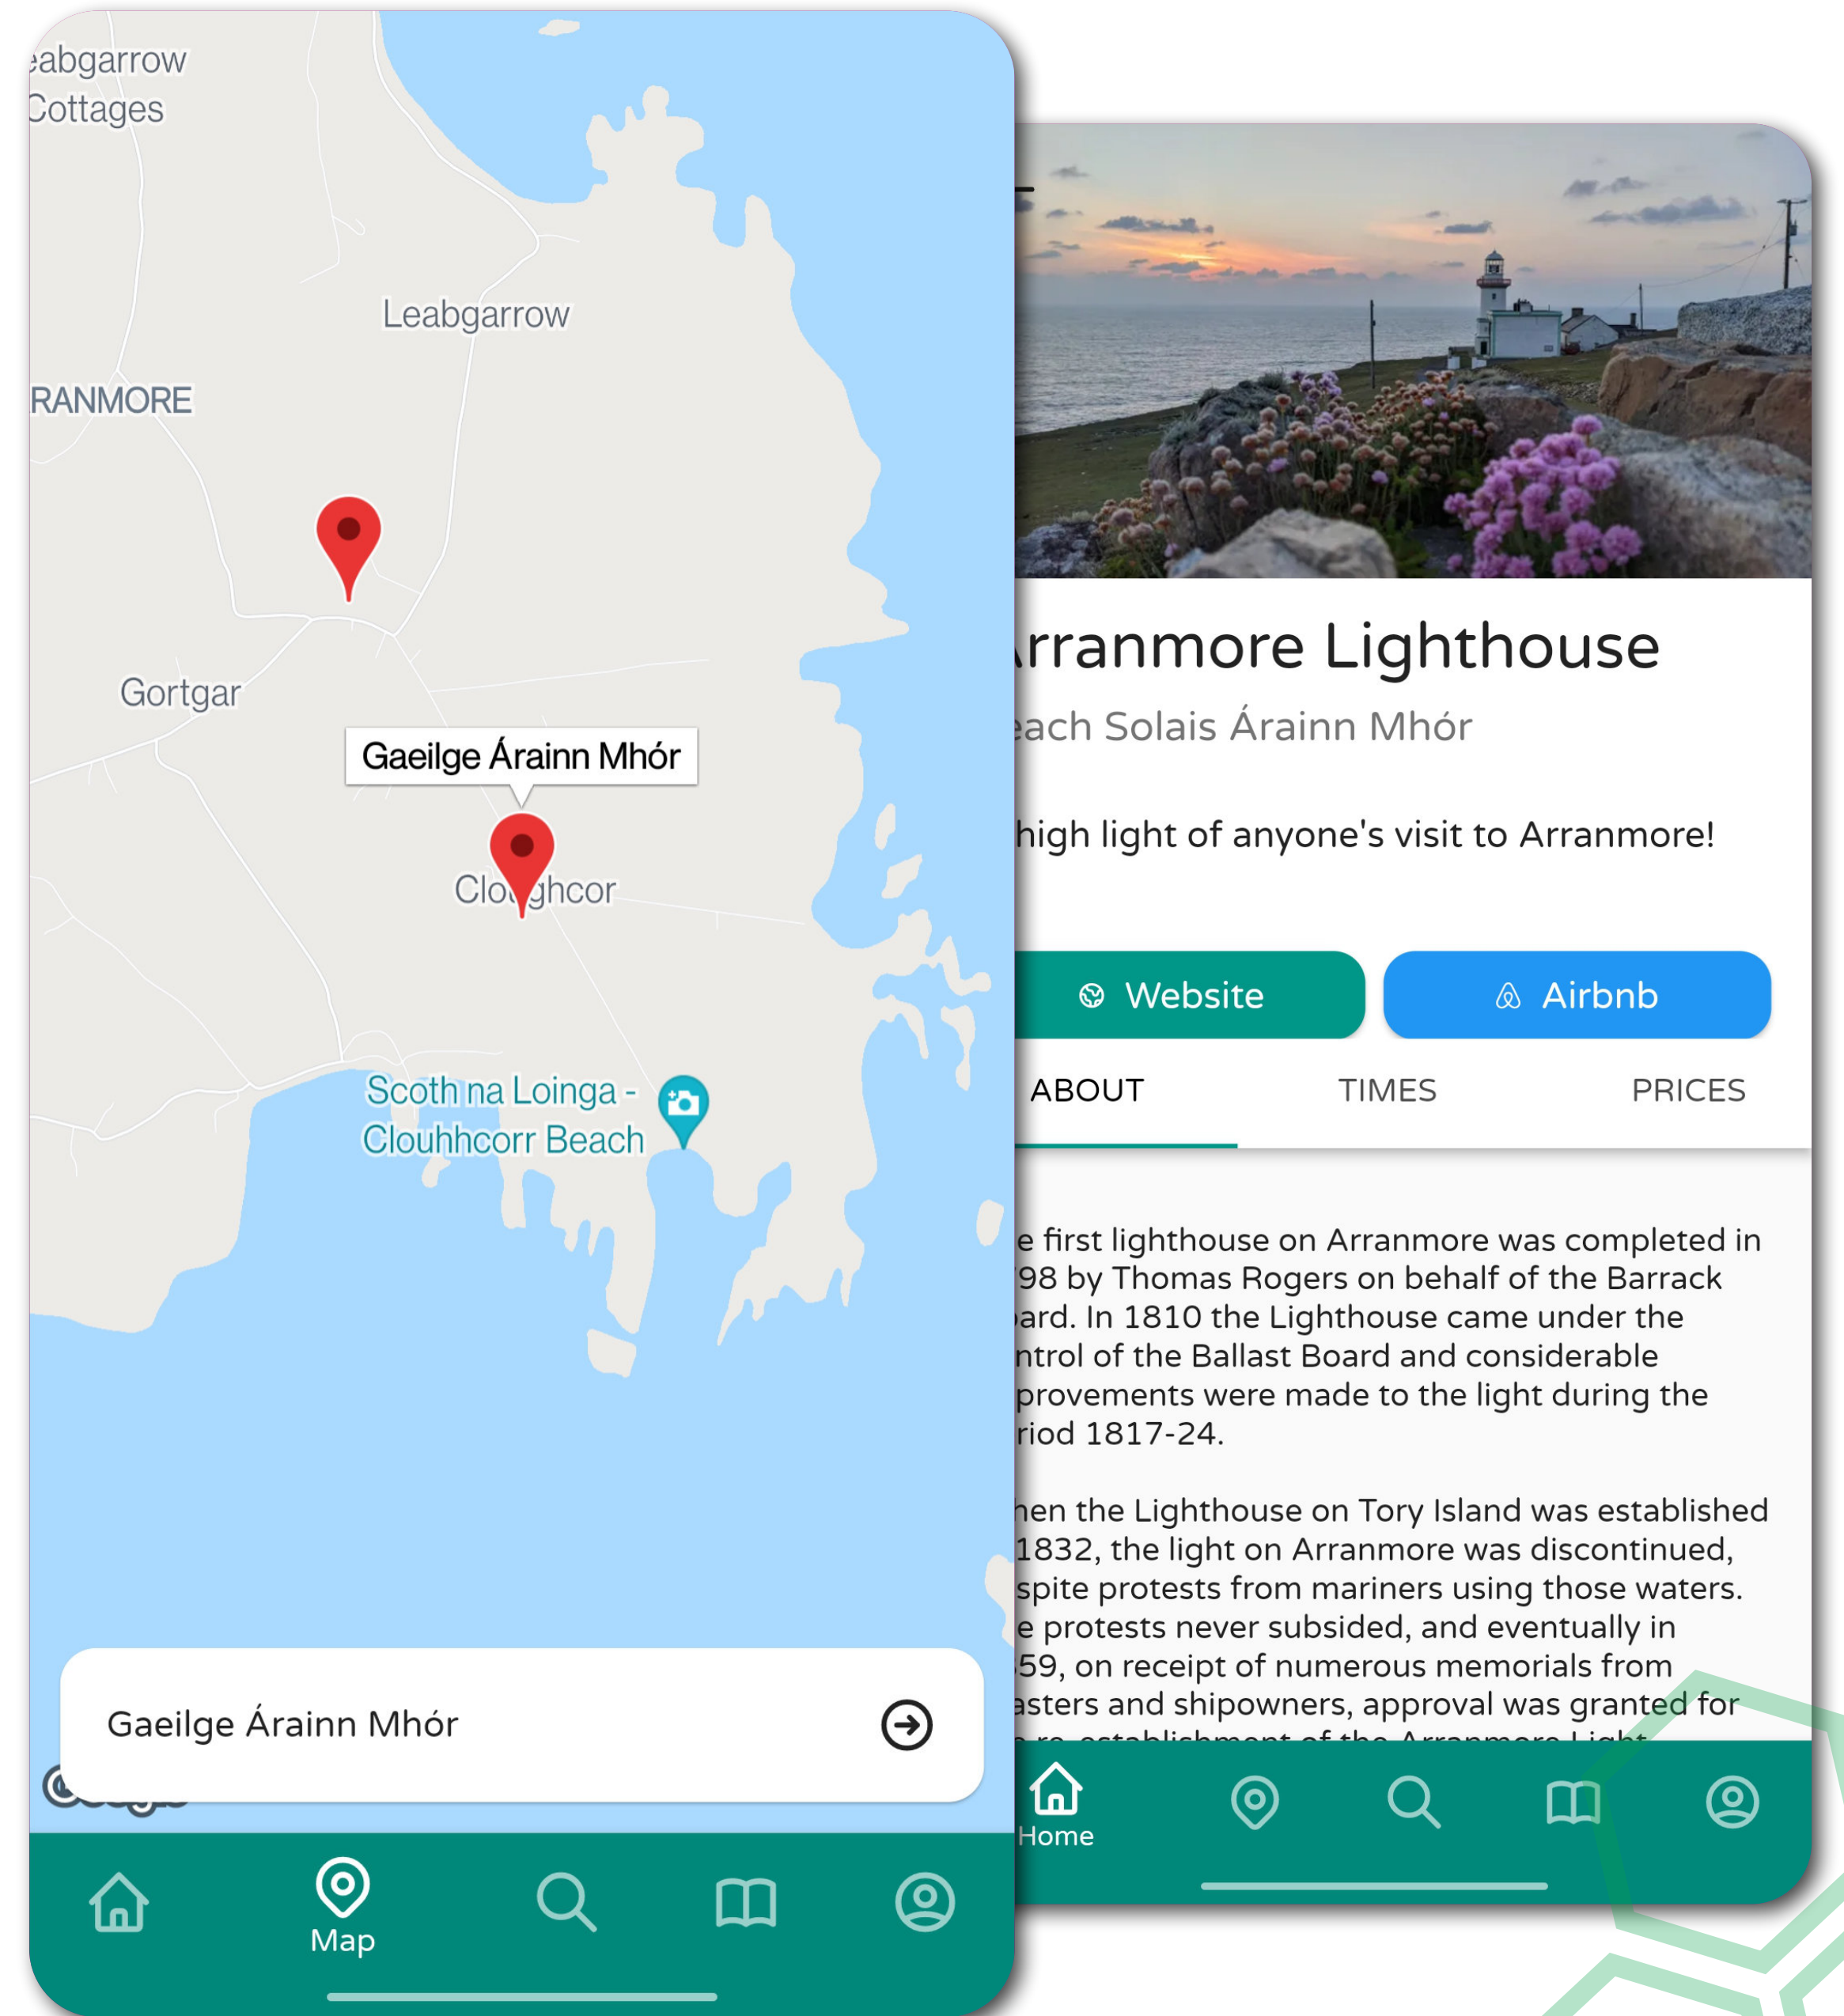 eabgarrow
Cottages
Leabgarrow
RANMORE
Gortgar
Gaeilge Árainn Mhór
Scoth na Loinga -
Clouhhcorr Beach
Gaeilge Árainn Mhór
Map
rranmore Lighthouse
each Solais Árainn Mhór
high light of anyone's visit to Arranmore!
Website
Airbnb
ABOUT
TIMES
PRICES
e first lighthouse on Arranmore was completed in
98 by Thomas Rogers on behalf of the Barrack
ard. In 1810 the Lighthouse came under the
ntrol of the Ballast Board and considerable
provements were made to the light during the
riod 1817-24.
hen the Lighthouse on Tory Island was established
1832, the light on Arranmore was discontinued,
spite protests from mariners using those waters.
e protests never subsided, and eventually in
59, on receipt of numerous memorials from
asters and shipowners, approval was granted for
re-establishment of the Arranmore Light
Home